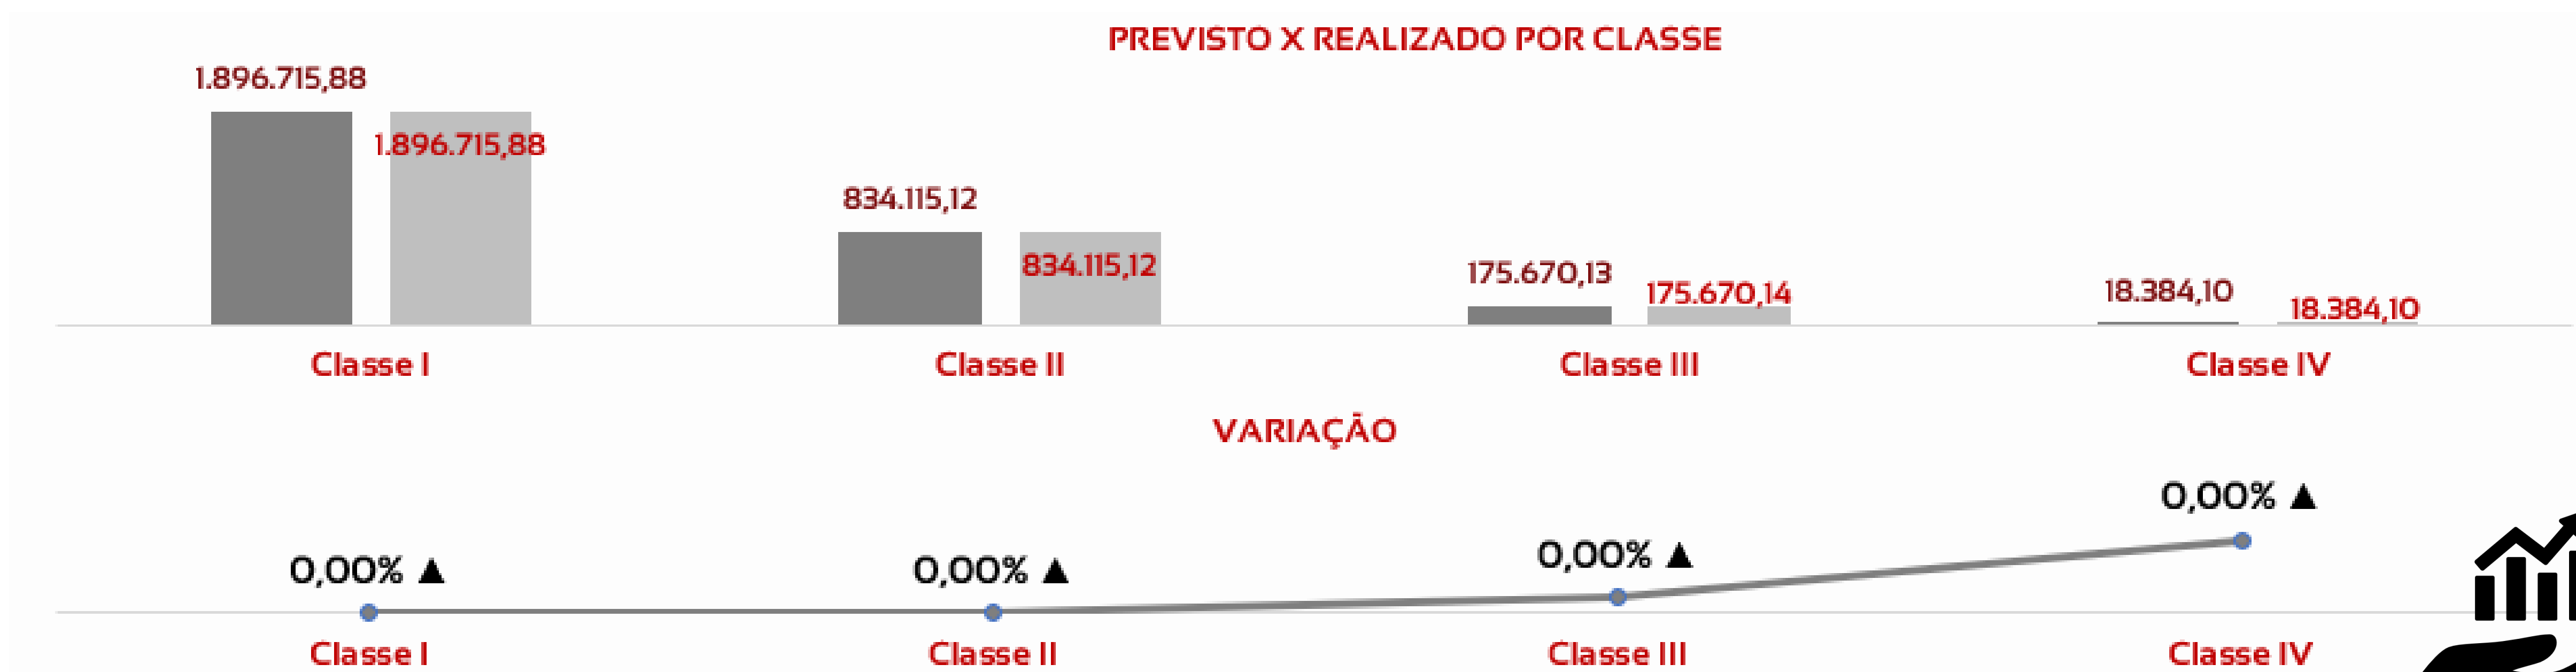 PREVISTO X REALIZADO POR CLASSE
1.896.715,88
1.896.715,88
834.115,12
834.115,12
175.670,13
175.670,14
18.384,10
18.384,10
Classe I
Classe II
Classe III
Classe IV
VARIAÇÃO
0,00% ▲
0,00% ▲
0,00% ▲
0,00% ▲
Classe I
Classe II
Classe III
Classe IV